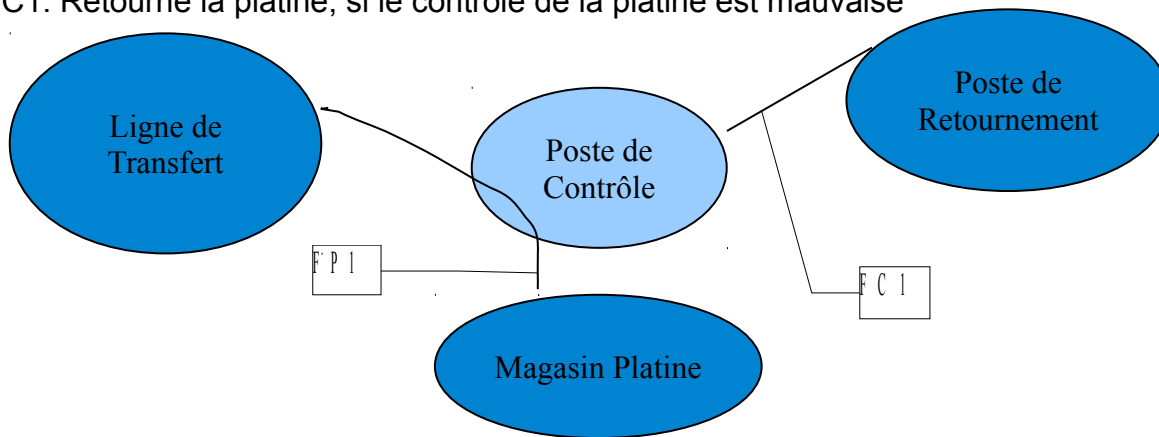 C1: Retourne la platine, si le contrôle de la platine est mauvaise
Ligne de
Transfert
Poste de
Contrôle
Poste de
Retournement
F P 1
F C 1
Magasin Platine